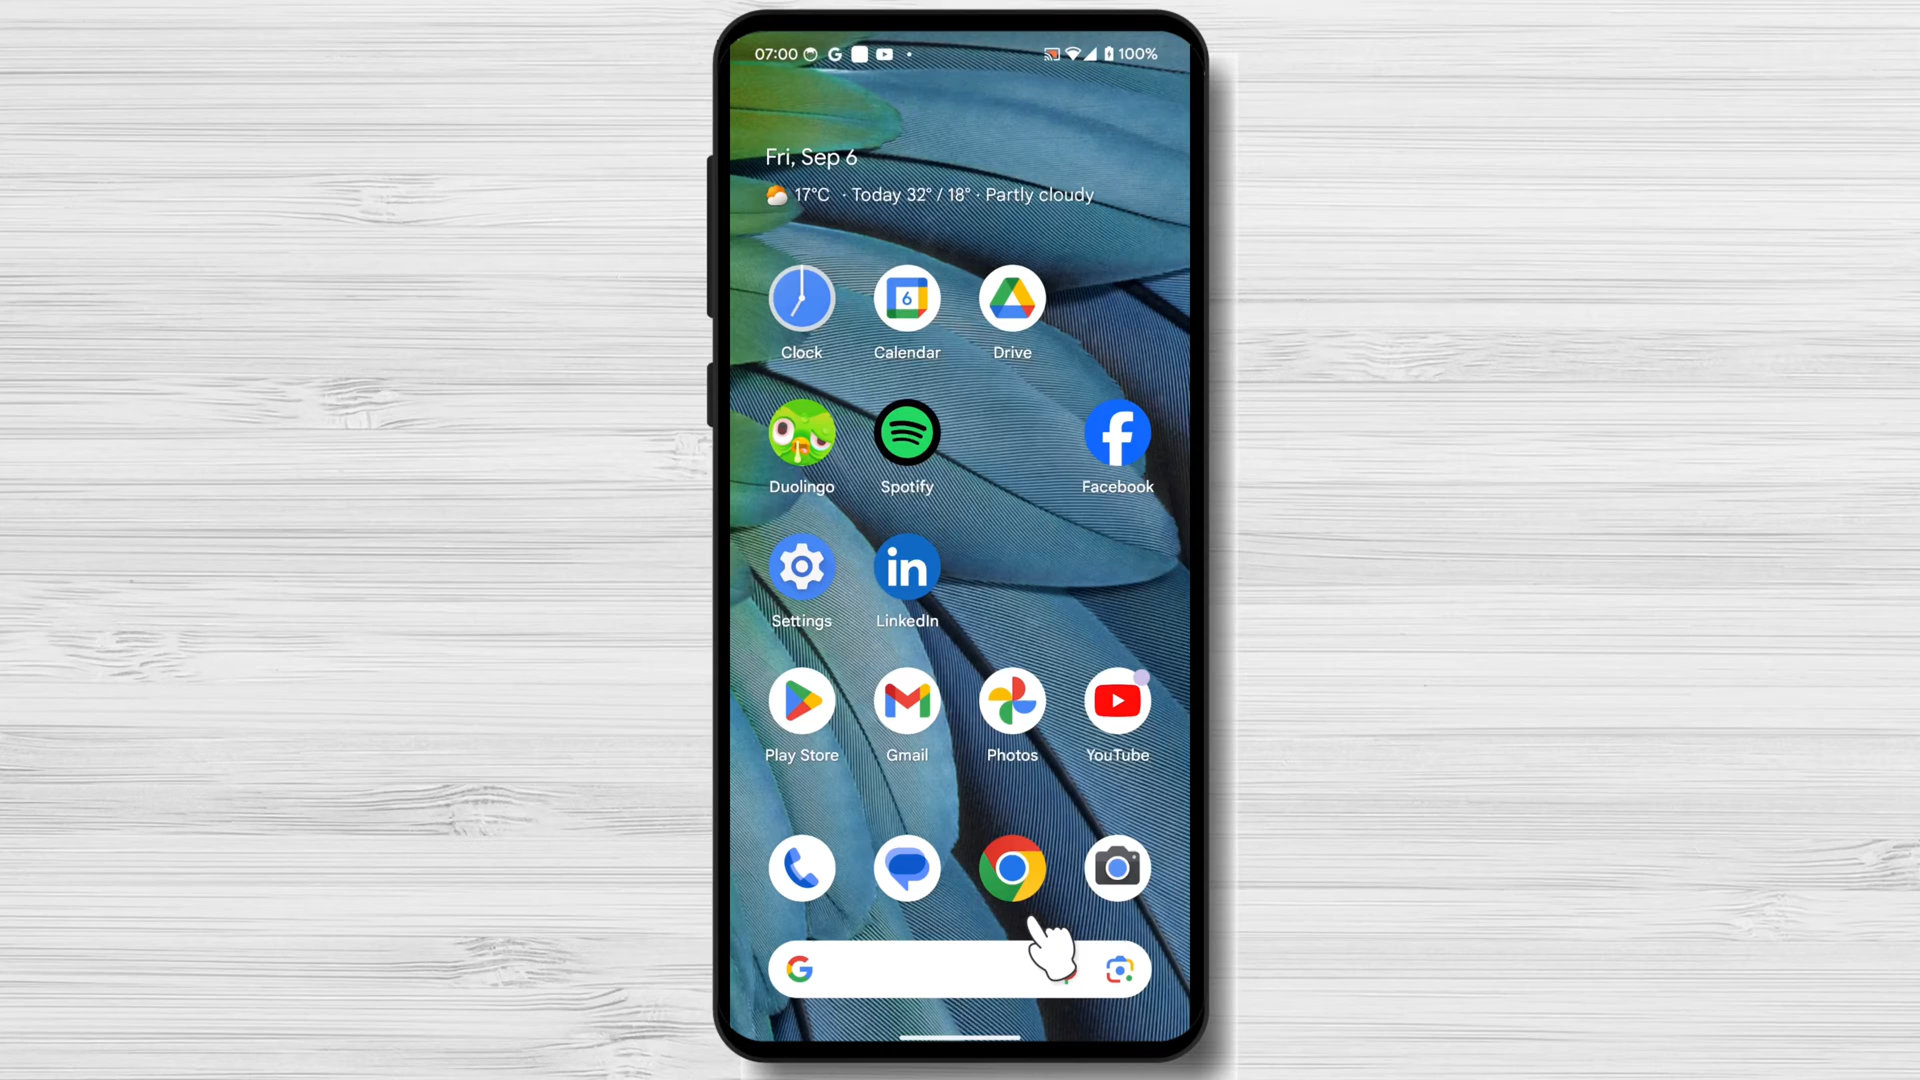 07:00 100%
Fri, Sep 6
17°C · Today 32° / 18° · Partly cloudy
6
Clock Calendar Drive
Duolingo Spotify Facebook
in
Settings LinkedIn
Play Store Gmail Photos YouTube